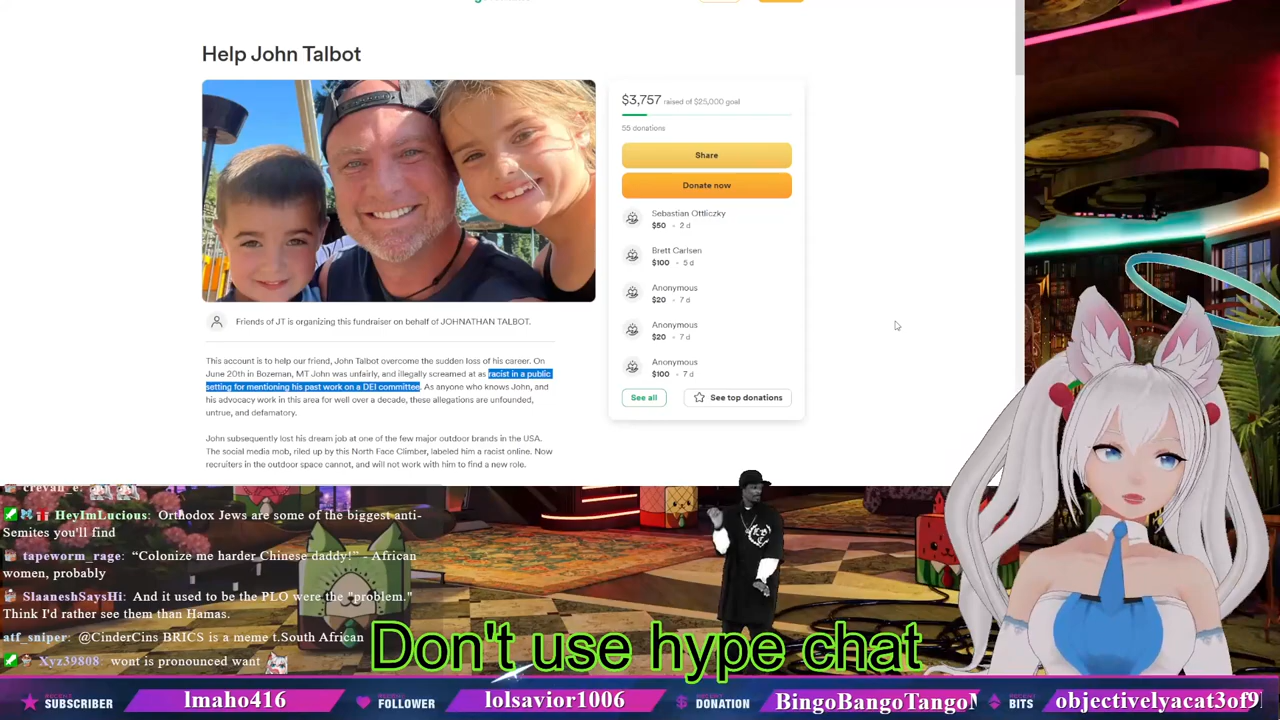 Help John Talbot
$3,757 raised of $25,000 goal
55 donations
Share
Donate now
Sebastian Ottliczky
$50 • 2 d
Brett Carlsen
$100 • 5 d
Anonymous
$20 • 7 d
Anonymous
$20 • 7 d
Anonymous
$100 • 7 d
See all
See top donations
Friends of JT is organizing this fundraiser on behalf of JOHNATHAN TALBOT.
This account is to help our friend, John Talbot overcome the sudden loss of his career. On
June 20th in Bozeman, MT John was unfairly, and illegally screamed at as racist in a public
setting for mentioning his past work on a DEI committee. As anyone who knows John, and
his advocacy work in this area for well over a decade, these allegations are unfounded,
untrue, and defamatory.
John subsequently lost his dream job at one of the few major outdoor brands in the USA.
The social media mob, riled up by this North Face Climber, labeled him a racist online. Now
recruiters in the outdoor space cannot, and will not work with him to find a new role.
HeyImLucious: Orthodox Jews are some of the biggest anti-
Semites you'll find
tapeworm_rage: “Colonize me harder Chinese daddy!” - African
women, probably
SlaaneshSaysHi: And it used to be the PLO were the "problem."
Think I'd rather see them than Hamas.
atf_sniper: @CinderCins BRICS is a meme t.South African
Xyz39808: wont is pronounced want
Don't use hype chat
RECENT
SUBSCRIBER
lmaho416
RECENT
FOLLOWER
lolsavior1006
RECENT
DONATION
BingoBangoTango
RECENT
BITS
objectivelyacat3of9